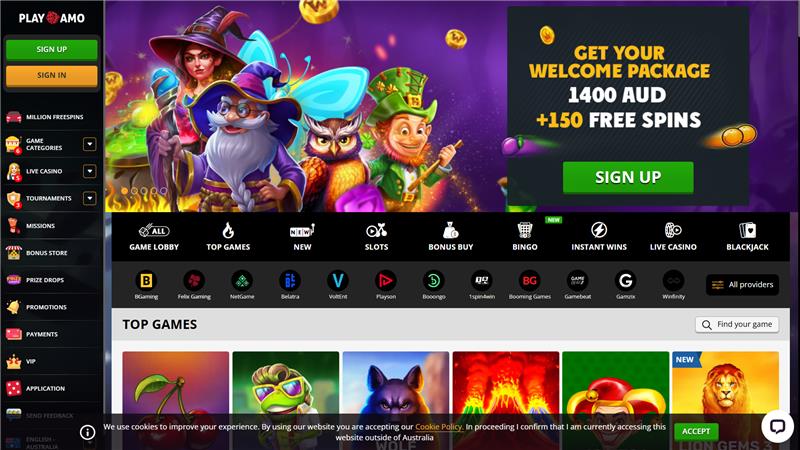 PLAY AMO
SIGN UP
SIGN IN
MILLION FREESPINS
GAME
CATEGORIES
LIVE CASINO
TOURNAMENTS
MISSIONS
BONUS STORE
PRIZE DROPS
PROMOTIONS
PAYMENTS
VIP
APPLICATION
SEND FEEDBACK
ENGLISH -
AUSTRALIA
GET YOUR
WELCOME PACKAGE
1400 AUD
+150 FREE SPINS
SIGN UP
ALL
NEW
NEW
GAME LOBBY
TOP GAMES
NEW
SLOTS
BONUS BUY
BINGO
INSTANT WINS
LIVE CASINO
BLACKJACK
BGaming
Felix Gaming
NetGame
Belatra
VoltEnt
Playson
Booongo
1spin4win
Booming Games
Gamebeat
Gamzix
Winfinity
All providers
TOP GAMES
Find your game
NEW
WOLF
LION GEMS 3
We use cookies to improve your experience. By using our website you are accepting our Cookie Policy. In proceeding I confirm that I am currently accessing this
website outside of Australia
ACCEPT